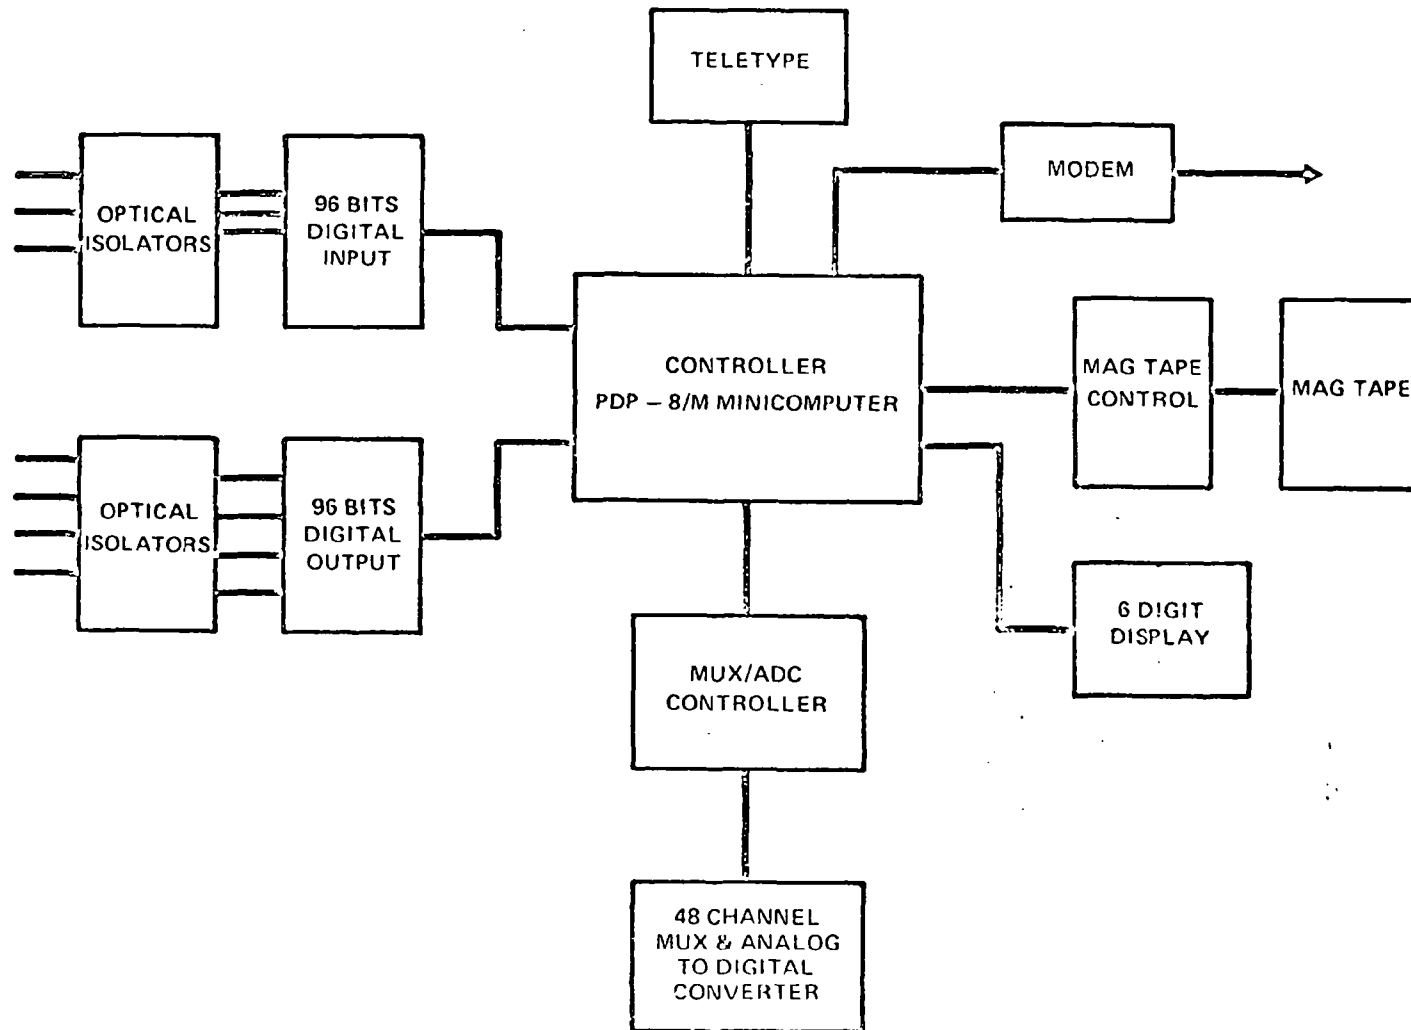 TELETYPE
MODEM
OPTICAL
ISOLATORS
96 BITS
DIGITAL
INPUT
CONTROLLER
PDP – 8/M MINICOMPUTER
MAG TAPE
CONTROL
MAG TAPE
OPTICAL
ISOLATORS
96 BITS
DIGITAL
OUTPUT
6 DIGIT
DISPLAY
MUX/ADC
CONTROLLER
48 CHANNEL
MUX & ANALOG
TO DIGITAL
CONVERTER